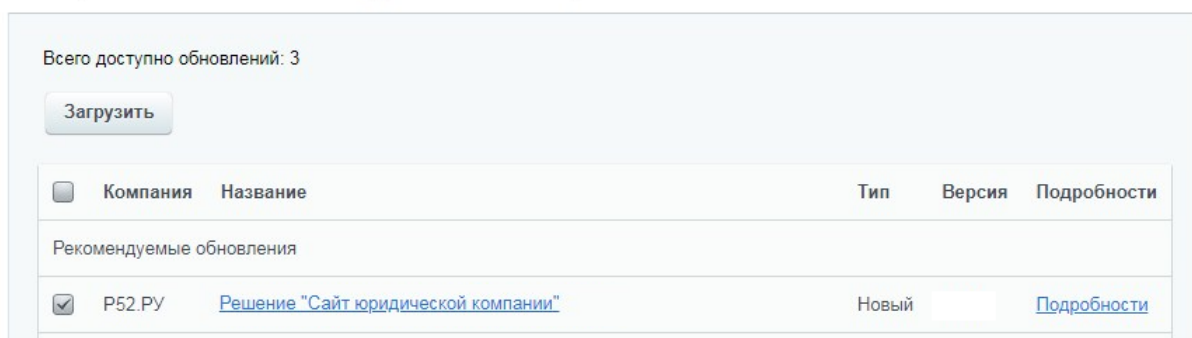 Всего доступно обновлений: 3
Загрузить
Компания Название Тип Версия Подробности
Рекомендуемые обновления
Р52.РУ Решение "Сайт юридической компании" Новый Подробности